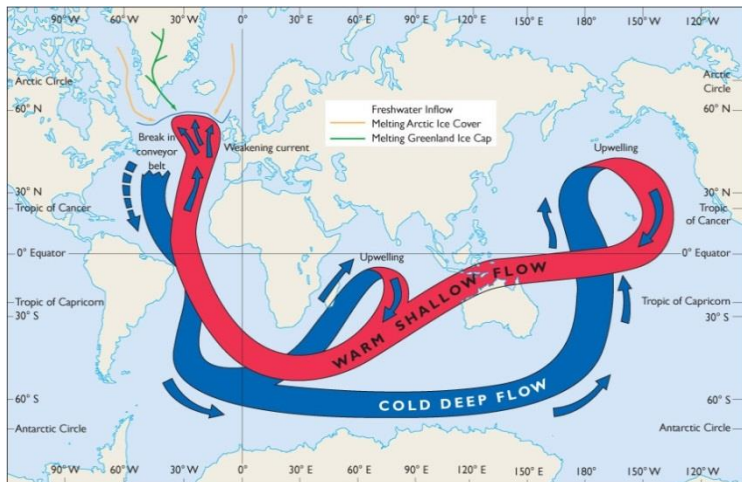 90°W 60°W 30°W 0° 30°E 60°E 90°E 120°E 150°E 180° 150°W 120°W
Arctic Circle
Arctic
Circle
60° N
60°N
Freshwater Inflow
Melting Arctic Ice Cover
Melting Greenland Ice Cap
Break in
conveyor
belt
Weakening current
Upwelling
30° N
30°N
Tropic of Cancer
Tropic
of Cancer
0° Equator
0° Equator
Upwelling
WARM SHALLOW FLOW
Tropic of Capricorn
Tropic of Capricorn
30° S
30°S
COLD DEEP FLOW
60° S
60°S
Antarctic Circle
Antarctic Circle
90°W 60°W 30°W 0° 30°E 60°E 90°E 120°E 150° E 180° 150°W 120°W